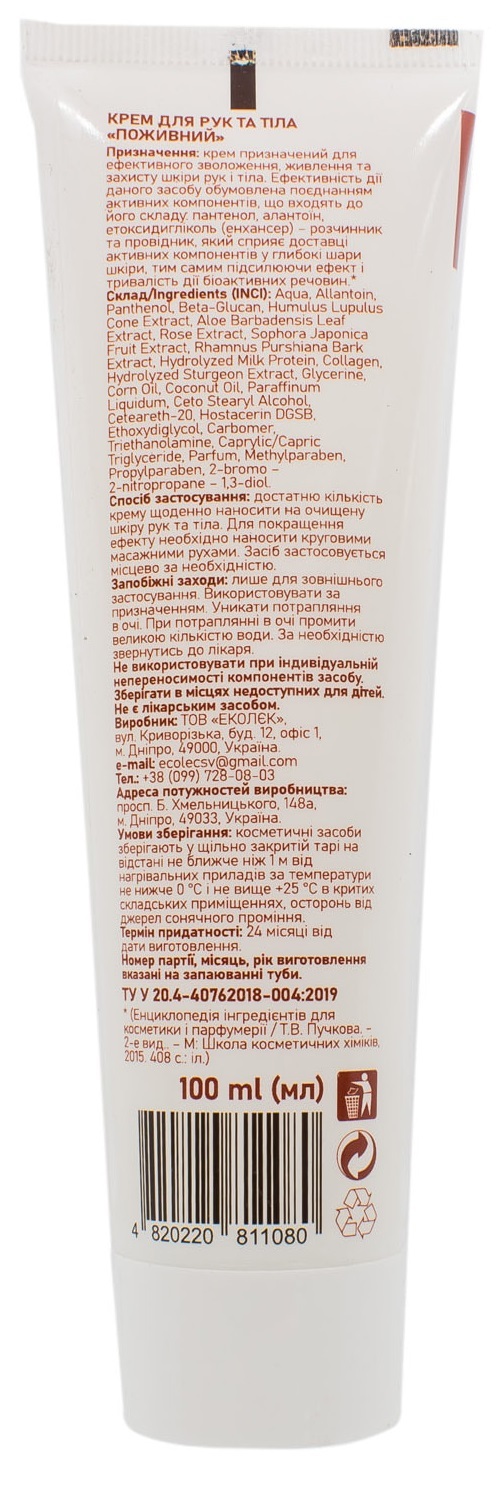 КРЕМ ДЛЯ РУК ТА ТІЛА
«ПОЖИВНИЙ»
Призначення: крем призначений для
ефективного зволоження, живлення та
захисту шкіри рук і тіла. Ефективність дії
даного засобу обумовлена поєднанням
активних компонентів, що входять до
його складу: пантенол, алантоїн,
етоксидигліколь (енхансер) – розчинник
та провідник, який сприяє доставці
активних компонентів у глибокі шари
шкіри, тим самим підсилюючи ефект і
тривалість дії біоактивних речовин.*
Склад/Ingredients (INCI): Aqua, Allantoin,
Panthenol, Beta-Glucan, Humulus Lupulus
Cone Extract, Aloe Barbadensis Leaf
Extract, Rose Extract, Sophora Japonica
Fruit Extract, Rhamnus Purshiana Bark
Extract, Hydrolyzed Milk Protein, Collagen,
Hydrolyzed Sturgeon Extract, Glycerine,
Corn Oil, Coconut Oil, Paraffinum
Liquidum, Ceto Stearyl Alcohol,
Ceteareth-20, Hostacerin DGSB,
Ethoxydiglycol, Carbomer,
Triethanolamine, Caprylic/Capric
Triglyceride, Parfum, Methylparaben,
Propylparaben, 2-bromo –
2-nitropropane – 1,3-diol.
Спосіб застосування: достатню кількість
крему щоденно наносити на очищену
шкіру рук та тіла. Для покращення
ефекту необхідно наносити круговими
масажними рухами. Засіб застосовується
місцево за необхідністю.
Запобіжні заходи: лише для зовнішнього
застосування. Використовувати за
призначенням. Уникати потрапляння
в очі. При потраплянні в очі промити
великою кількістю води. За необхідністю
звернутись до лікаря.
Не використовувати при індивідуальній
непереносимості компонентів засобу.
Зберігати в місцях недоступних для дітей.
Не є лікарським засобом.
Виробник: ТОВ «ЕКОЛЄК»,
вул. Криворізька, буд. 12, офіс 1,
м. Дніпро, 49000, Україна.
e-mail: ecolecsv@gmail.com
Тел.: +38 (099) 728-08-03
Адреса потужностей виробництва:
просп. Б. Хмельницького, 148а,
м. Дніпро, 49033, Україна.
Умови зберігання: косметичні засоби
зберігають у щільно закритій тарі на
відстані не ближче ніж 1 м від
нагрівальних приладів за температури
не нижче 0 °С і не вище +25 °С в критих
складських приміщеннях, осторонь від
джерел сонячного проміння.
Термін придатності: 24 місяці від
дати виготовлення.
Номер партії, місяць, рік виготовлення
вказані на запаюванні туби.
ТУ У 20.4-40762018-004:2019
* (Енциклопедія інгредієнтів для
косметики і парфумерії / Т.В. Пучкова. -
2-е вид.. – М: Школа косметичних хіміків,
2015. 408 с.: іл.)
100 ml (мл)
4 820220 811080